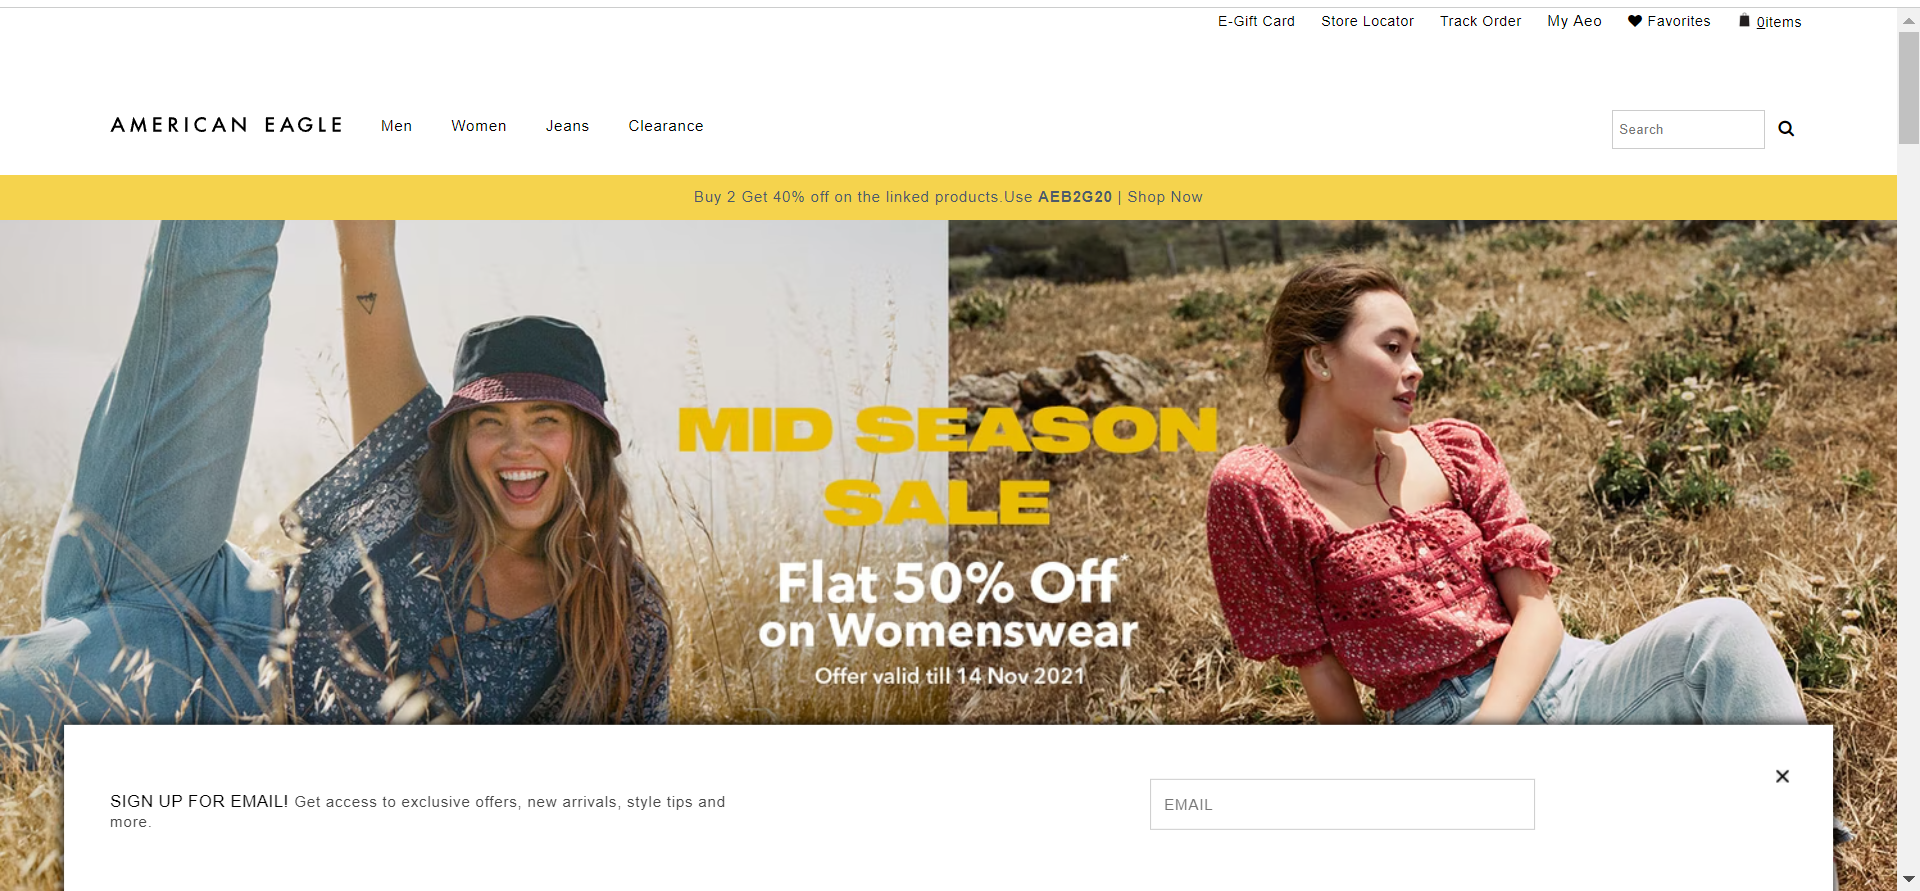 E-Gift Card Store Locator Track Order My Aeo Favorites 0items
AMERICAN EAGLE Men Women Jeans Clearance Search
Buy 2 Get 40% off on the linked products.Use AEB2G20 | Shop Now
MID SEASON
SALE
Flat 50% Off*
on Womenswear
Offer valid till 14 Nov 2021
SIGN UP FOR EMAIL! Get access to exclusive offers, new arrivals, style tips and
more.
EMAIL